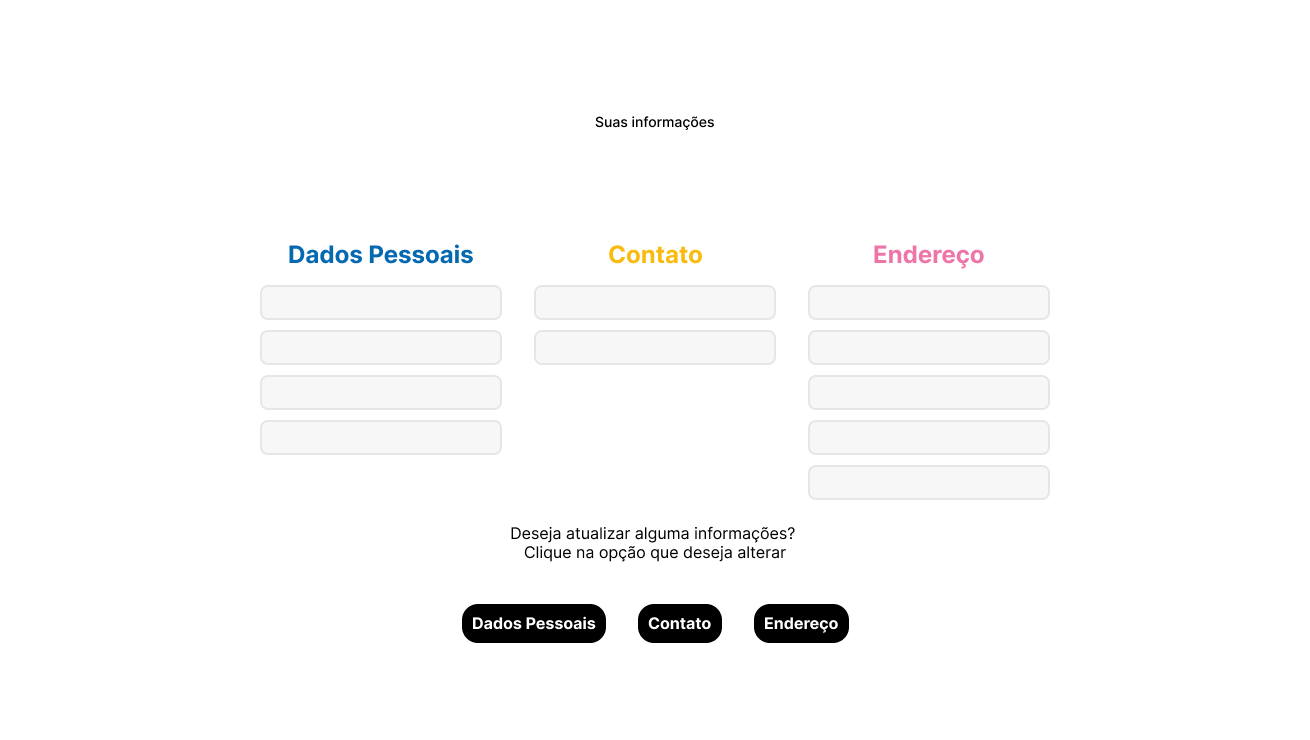 Suas informações
Dados Pessoais
Contato
Endereço
Deseja atualizar alguma informações?
Clique na opção que deseja alterar
Dados Pessoais
Contato
Endereço